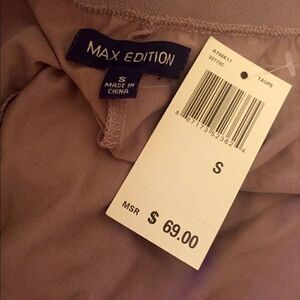 MAX EDITION
S
MADE IN
CHINA
TAUPE
S
MSR $ 69.00